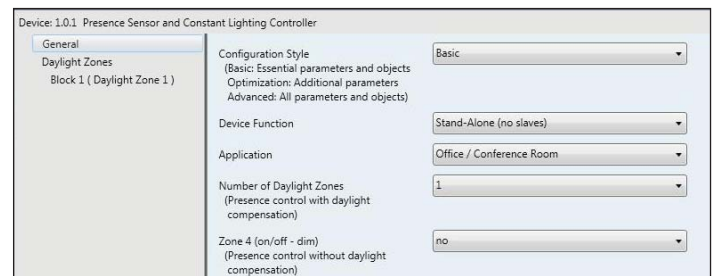 Device: 1.0.1 Presence Sensor and Constant Lighting Controller
General
Daylight Zones
Block 1 ( Daylight Zone 1 )
Configuration Style
(Basic: Essential parameters and objects
Optimization: Additional parameters
Advanced: All parameters and objects)
Basic
Device Function
Stand-Alone (no slaves)
Application
Office / Conference Room
Number of Daylight Zones
(Presence control with daylight
compensation)
1
Zone 4 (on/off - dim)
(Presence control without daylight
compensation)
no